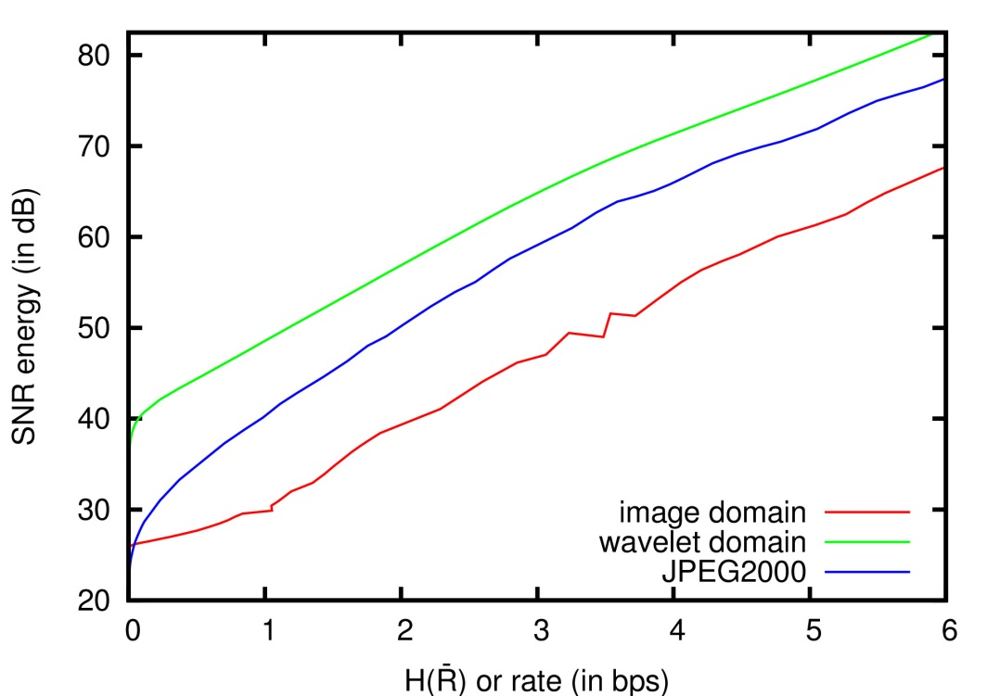 80
70
60
50
40
30
20
SNR energy (in dB)
image domain
wavelet domain
JPEG2000
0 1 2 3 4 5 6
H(R̄) or rate (in bps)